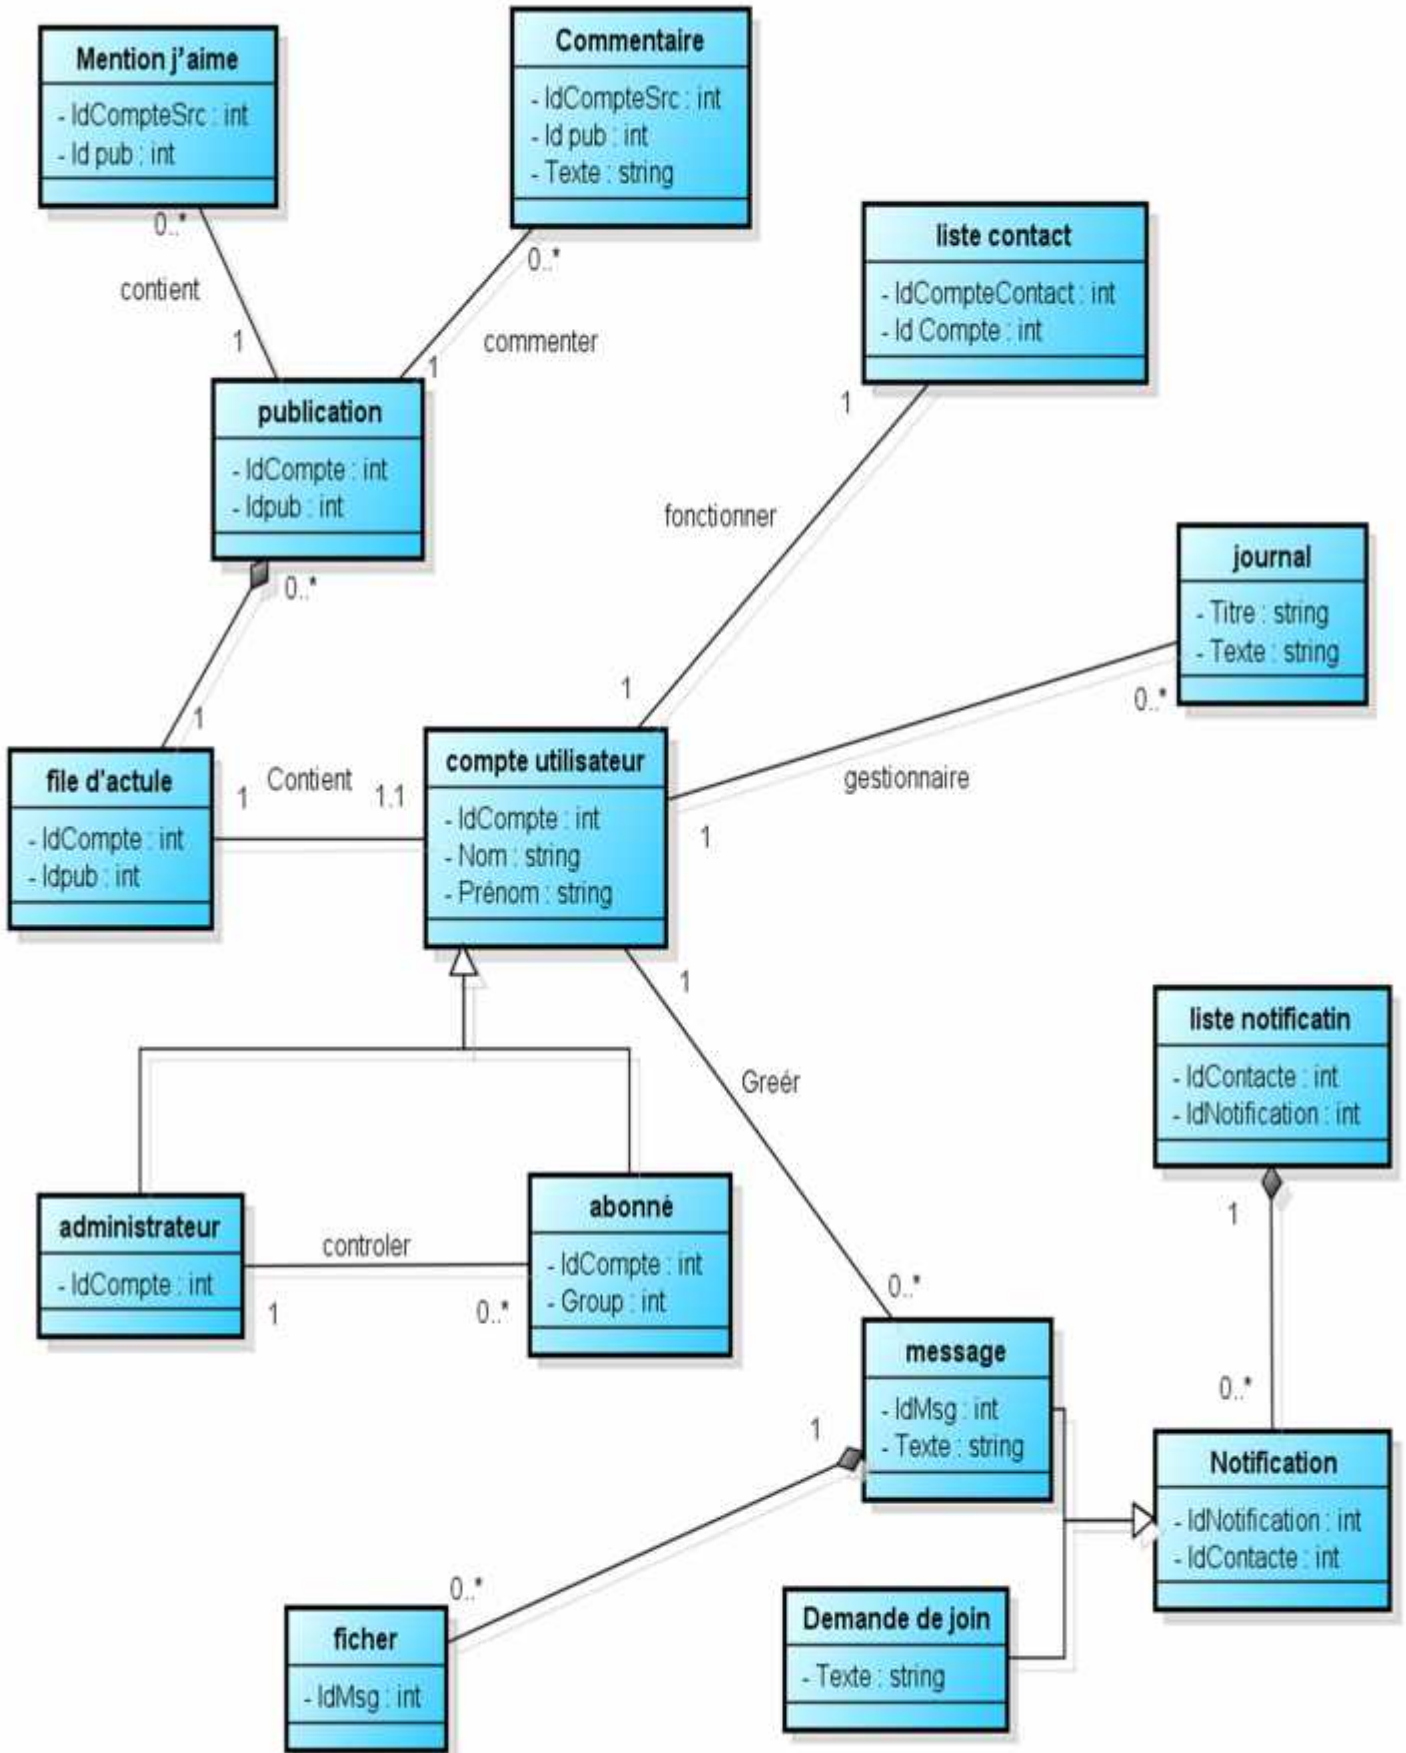 Mention j'aime
- IdCompteSrc : int
- Id pub : int
Commentaire
- IdCompteSrc : int
- Id pub : int
- Texte : string
0..*
contient
1
0..*
commenter
1
liste contact
- IdCompteContact : int
- Id Compte : int
1
fonctionner
1
publication
- IdCompte : int
- Idpub : int
0..*
1
journal
- Titre : string
- Texte : string
0..*
gestionnaire
1
file d'actule
- IdCompte : int
- Idpub : int
1
Contient
1.1
compte utilisateur
- IdCompte : int
- Nom : string
- Prénom : string
1
Greér
0..*
administrateur
- IdCompte : int
controler
1
0..*
abonné
- IdCompte : int
- Group : int
liste notificatin
- IdContacte : int
- IdNotification : int
1
0..*
message
- IdMsg : int
- Texte : string
1
0..*
Notification
- IdNotification : int
- IdContacte : int
ficher
- IdMsg : int
Demande de join
- Texte : string